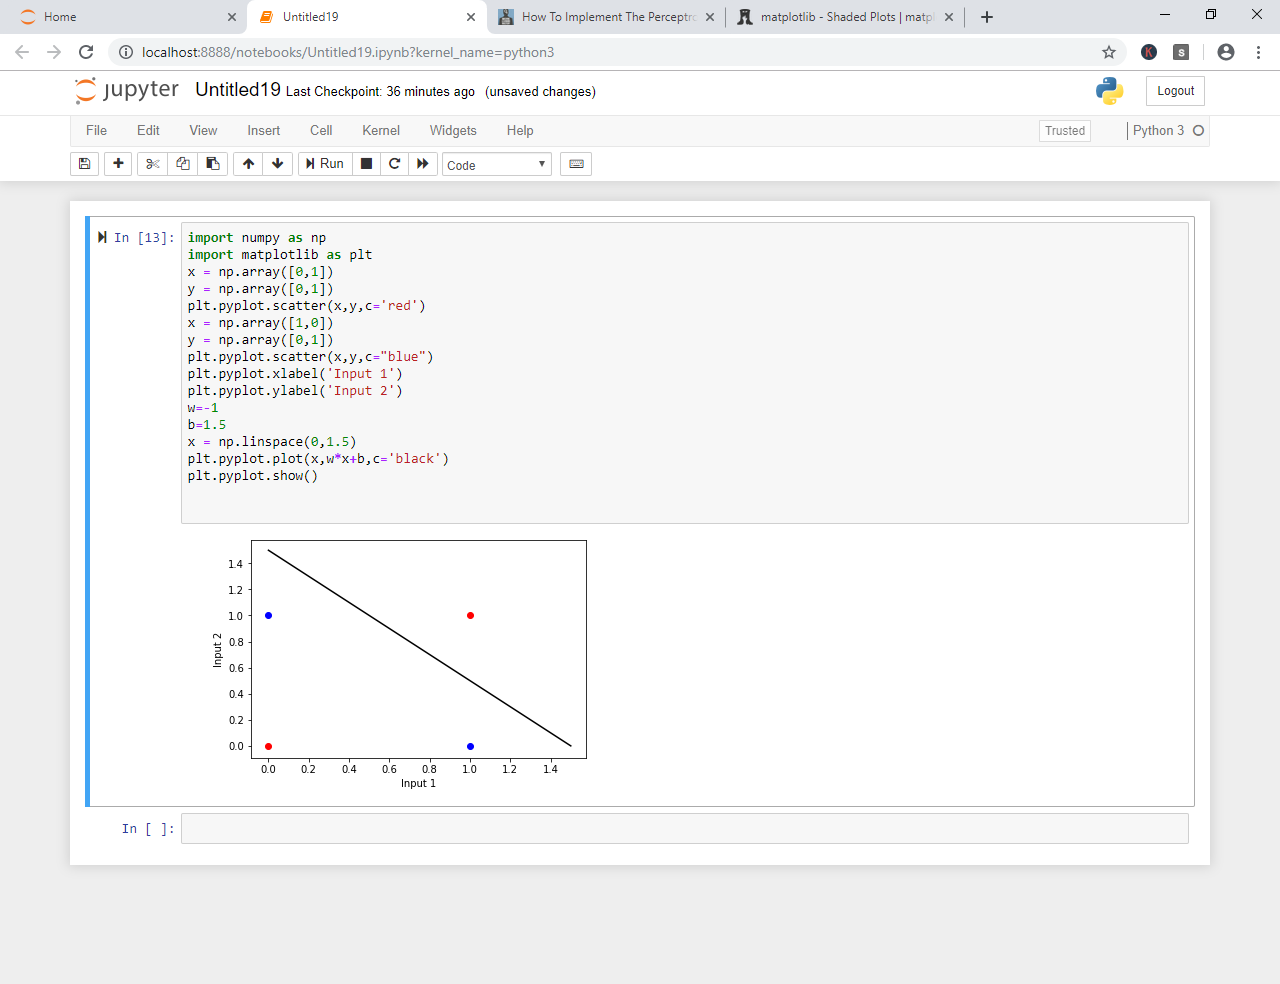 Home
Untitled19
How To Implement The Perceptr
matplotlib - Shaded Plots | matpl
localhost:8888/notebooks/Untitled19.ipynb?kernel_name=python3
K
S
jupyter Untitled19 Last Checkpoint: 36 minutes ago (unsaved changes)
Logout
File Edit View Insert Cell Kernel Widgets Help
Trusted
Python 3
Run
Code
In [13]:
import numpy as np
import matplotlib as plt
x = np.array([0,1])
y = np.array([0,1])
plt.pyplot.scatter(x,y,c='red')
x = np.array([1,0])
y = np.array([0,1])
plt.pyplot.scatter(x,y,c="blue")
plt.pyplot.xlabel('Input 1')
plt.pyplot.ylabel('Input 2')
w=-1
b=1.5
x = np.linspace(0,1.5)
plt.pyplot.plot(x,w*x+b,c='black')
plt.pyplot.show()
1.4
1.2
1.0
0.8
0.6
0.4
0.2
0.0
Input 2
0.0 0.2 0.4 0.6 0.8 1.0 1.2 1.4
Input 1
In [ ]: